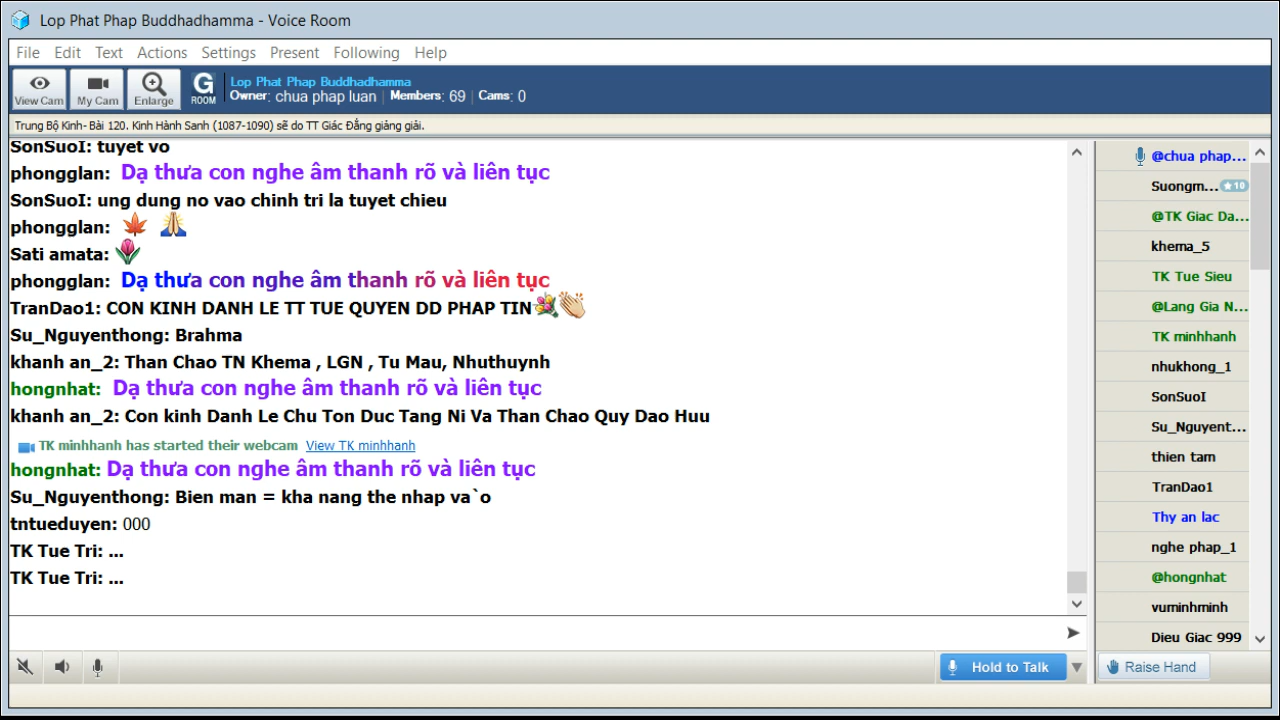 Lop Phat Phap Buddhadhamma - Voice Room
File Edit Text Actions Settings Present Following Help
View Cam My Cam Enlarge G ROOM
Lop Phat Phap Buddhadhamma
Owner: chua phap luan | Members: 69 | Cams: 0
Trung Bộ Kinh- Bài 120. Kinh Hành Sanh (1087-1090) sẽ do TT Giác Đẳng giảng giải.
SonSuoI: tuyet vo
phongglan: Dạ thưa con nghe âm thanh rõ và liên tục
SonSuoI: ung dung no vao chinh tri la tuyet chieu
phongglan:
Sati amata:
phongglan: Dạ thưa con nghe âm thanh rõ và liên tục
TranDao1: CON KINH DANH LE TT TUE QUYEN DD PHAP TIN
Su_Nguyenthong: Brahma
khanh an_2: Than Chao TN Khema , LGN , Tu Mau, Nhuthuynh
hongnhat: Dạ thưa con nghe âm thanh rõ và liên tục
khanh an_2: Con kinh Danh Le Chu Ton Duc Tang Ni Va Than Chao Quy Dao Huu
TK minhhanh has started their webcam View TK minhhanh
hongnhat: Dạ thưa con nghe âm thanh rõ và liên tục
Su_Nguyenthong: Bien man = kha nang the nhap va`o
tntueduyen: 000
TK Tue Tri: ...
TK Tue Tri: ...
Hold to Talk
@chua phap...
Suongm... 10
@TK Giac Da...
khema_5
TK Tue Sieu
@Lang Gia N...
TK minhhanh
nhukhong_1
SonSuoI
Su_Nguyent...
thien tam
TranDao1
Thy an lac
nghe phap_1
@hongnhat
vuminhminh
Dieu Giac 999
Raise Hand